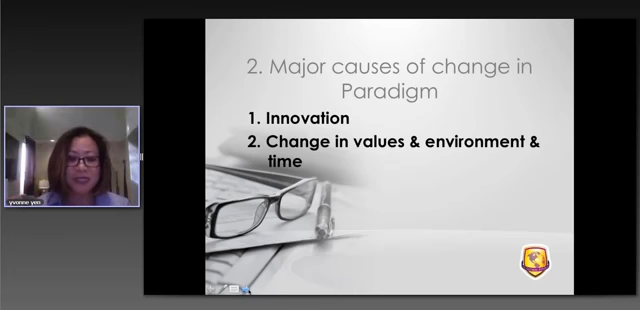 2. Major causes of change in
Paradigm
1. Innovation
2. Change in values & environment &
time
yvonne yen